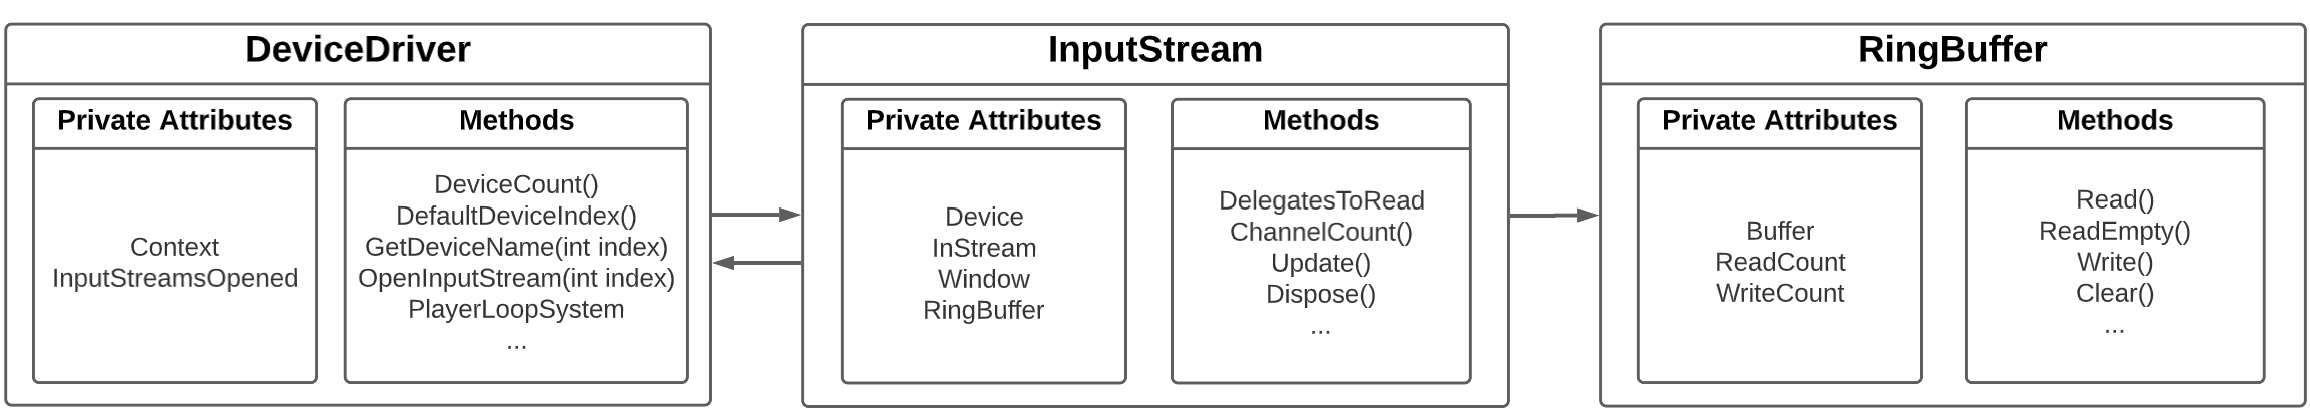 DeviceDriver
Private Attributes
Context
InputStreamsOpened
Methods
DeviceCount()
DefaultDeviceIndex()
GetDeviceName(int index)
OpenInputStream(int index)
PlayerLoopSystem
...
InputStream
Private Attributes
Device
InStream
Window
RingBuffer
Methods
DelegatesToRead
ChannelCount()
Update()
Dispose()
...
RingBuffer
Private Attributes
Buffer
ReadCount
WriteCount
Methods
Read()
ReadEmpty()
Write()
Clear()
...